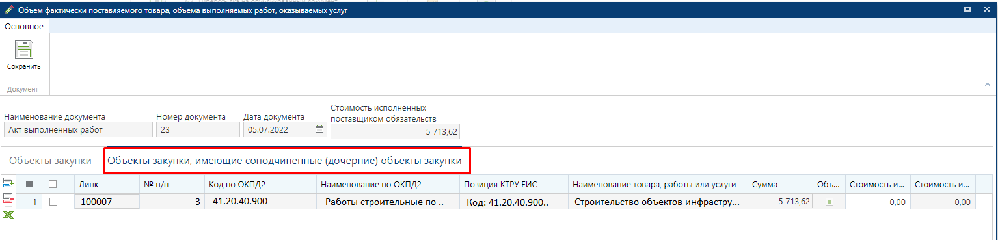 Объем фактически поставляемого товара, объёма выполняемых работ, оказываемых услуг
Основное
Сохранить
Документ
Наименование документа
Номер документа
Дата документа
Стоимость исполненных
поставщиком обязательств
Акт выполненных работ
23
05.07.2022
5 713,62
Объекты закупки
Объекты закупки, имеющие соподчиненные (дочерние) объекты закупки
Линк № п/п Код по ОКПД2 Наименование по ОКПД2 Позиция КТРУ ЕИС Наименование товара, работы или услуги Сумма Объ... Стоимость и... Стоимость и...
1 100007 3 41.20.40.900 Работы строительные по .. Код: 41.20.40.900.. Строительство объектов инфрастру... 5 713,62 0,00 0,00